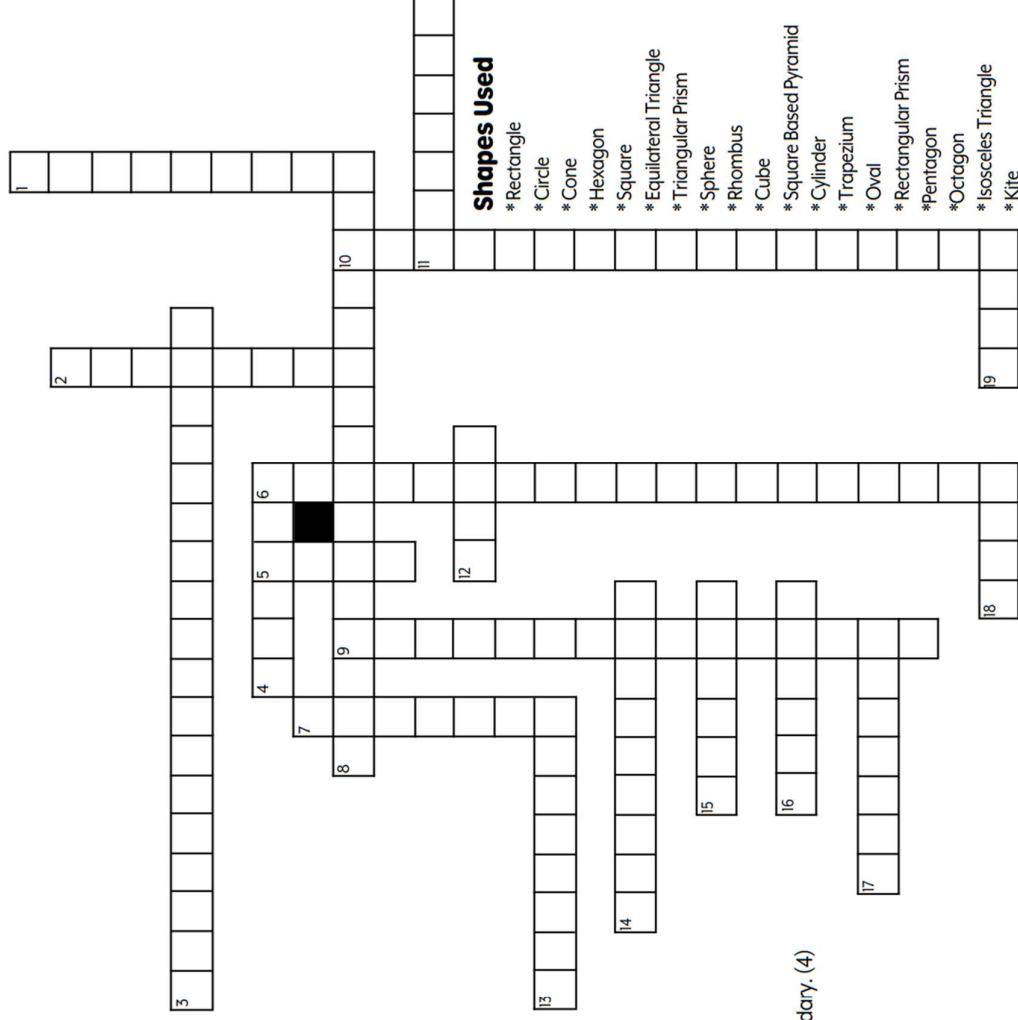 1
2
3
4
5
6
7
8
9
10
11
12
13
14
15
16
17
18
19
Shapes Used
* Rectangle
* Circle
* Cone
* Hexagon
* Square
* Equilateral Triangle
* Triangular Prism
* Sphere
* Rhombus
* Cube
* Square Based Pyramid
* Cylinder
* Trapezium
* Oval
* Rectangular Prism
*Pentagon
*Octagon
* Isosceles Triangle
* Kite
dary. (4)